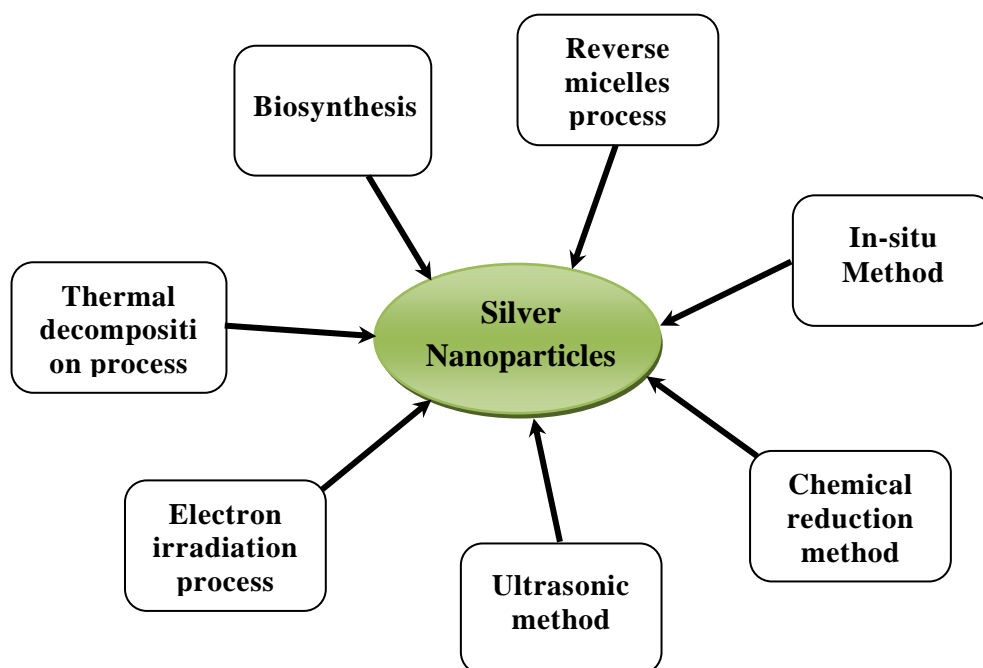 Biosynthesis
Reverse
micelles
process
In-situ
Method
Thermal
decompositi
on process
Silver
Nanoparticles
Chemical
reduction
method
Electron
irradiation
process
Ultrasonic
method